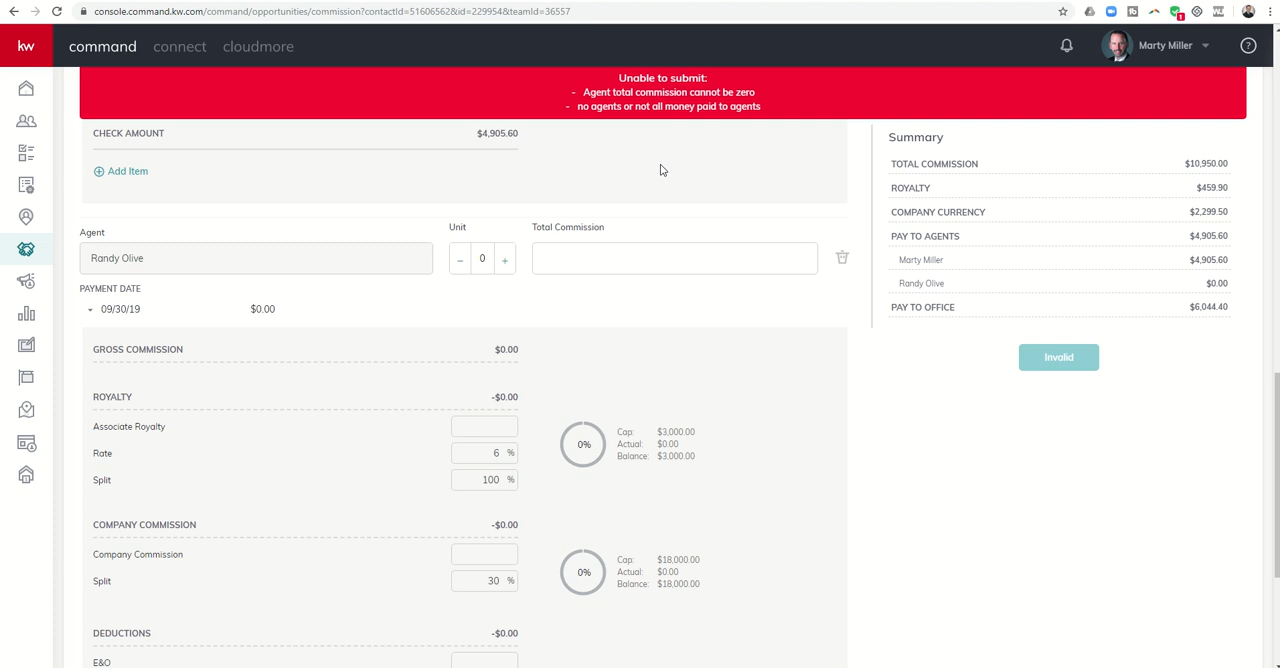 console.command.kw.com/command/opportunities/commission?contactId=51606562&id=229954&teamId=36557
kw command connect cloudmore Marty Miller
Unable to submit:
- Agent total commission cannot be zero
- no agents or not all money paid to agents
CHECK AMOUNT $4,905.60
Add Item
Agent Unit Total Commission
Randy Olive − 0 +
PAYMENT DATE
09/30/19 $0.00
GROSS COMMISSION $0.00
ROYALTY -$0.00
Associate Royalty
Rate 6 %
Split 100 %
0%
Cap: $3,000.00
Actual: $0.00
Balance: $3,000.00
COMPANY COMMISSION -$0.00
Company Commission
Split 30 %
0%
Cap: $18,000.00
Actual: $0.00
Balance: $18,000.00
DEDUCTIONS -$0.00
E&O
Summary
TOTAL COMMISSION $10,950.00
ROYALTY $459.90
COMPANY CURRENCY $2,299.50
PAY TO AGENTS $4,905.60
Marty Miller $4,905.60
Randy Olive $0.00
PAY TO OFFICE $6,044.40
Invalid